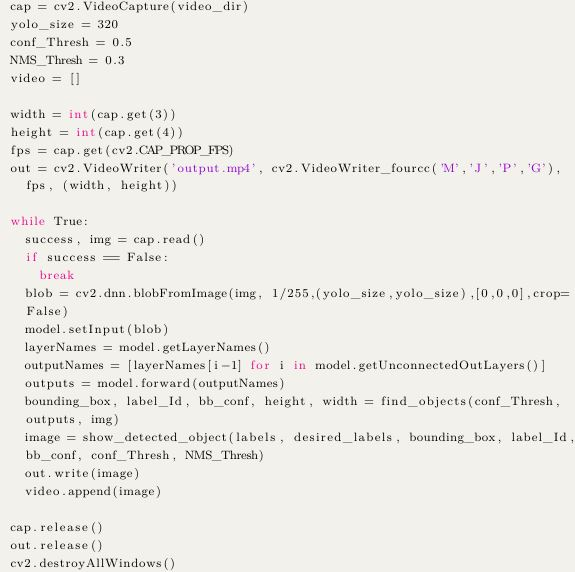 cap = cv2.VideoCapture(video_dir)
yolo_size = 320
conf_Thresh = 0.5
NMS_Thresh = 0.3
video = []
width = int(cap.get(3))
height = int(cap.get(4))
fps = cap.get(cv2.CAP_PROP_FPS)
out = cv2.VideoWriter('output.mp4', cv2.VideoWriter_fourcc('M','J','P','G'),
fps, (width, height))
while True:
success, img = cap.read()
if success == False:
break
blob = cv2.dnn.blobFromImage(img, 1/255,(yolo_size,yolo_size),[0,0,0],crop=
False)
model.setInput(blob)
layerNames = model.getLayerNames()
outputNames = [layerNames[i-1] for i in model.getUnconnectedOutLayers()]
outputs = model.forward(outputNames)
bounding_box, label_Id, bb_conf, height, width = find_objects(conf_Thresh,
outputs, img)
image = show_detected_object(labels, desired_labels, bounding_box, label_Id,
bb_conf, conf_Thresh, NMS_Thresh)
out.write(image)
video.append(image)
cap.release()
out.release()
cv2.destroyAllWindows()